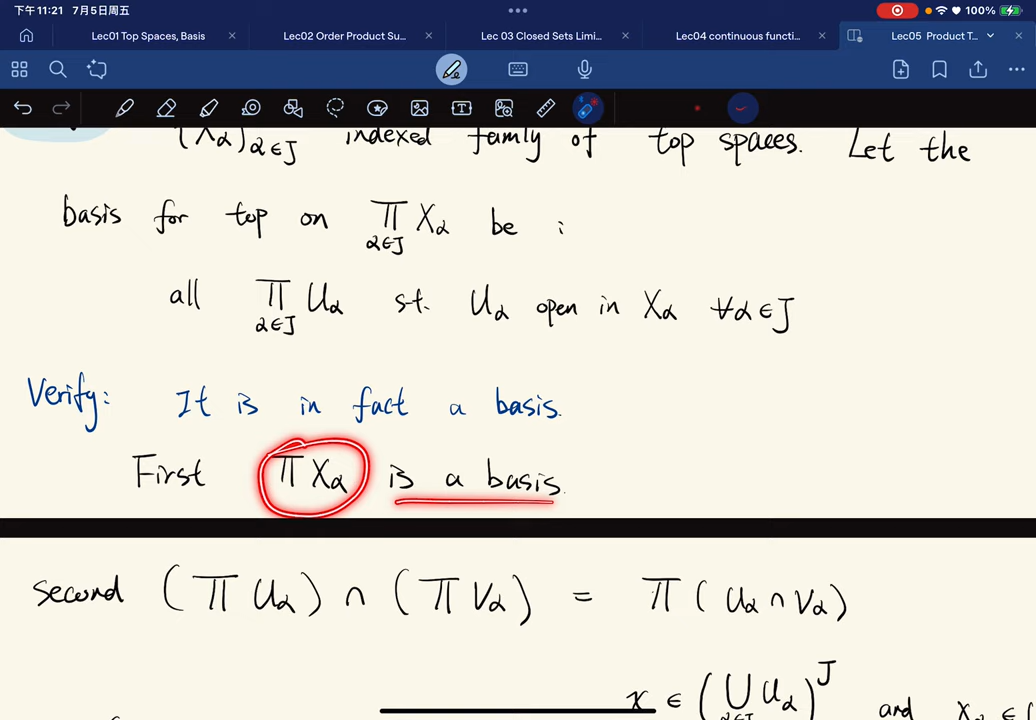 下午11:21 7月5日周五
100%
Lec01 Top Spaces, Basis
Lec02 Order Product Su...
Lec 03 Closed Sets Limi...
Lec04 continuous functi...
Lec05 Product T...
(Xα)α∈J indexed family of top spaces. Let the
basis for top on ∏α∈J Xα be :
all ∏α∈J Uα s.t. Uα open in Xα ∀α∈J
Verify: It is in fact a basis.
First ∏Xα is a basis.
second (∏Uα) ∩ (∏Vα) = ∏(Uα∩Vα)
x ∈ (⋃α∈J Uα)^J and xα ∈